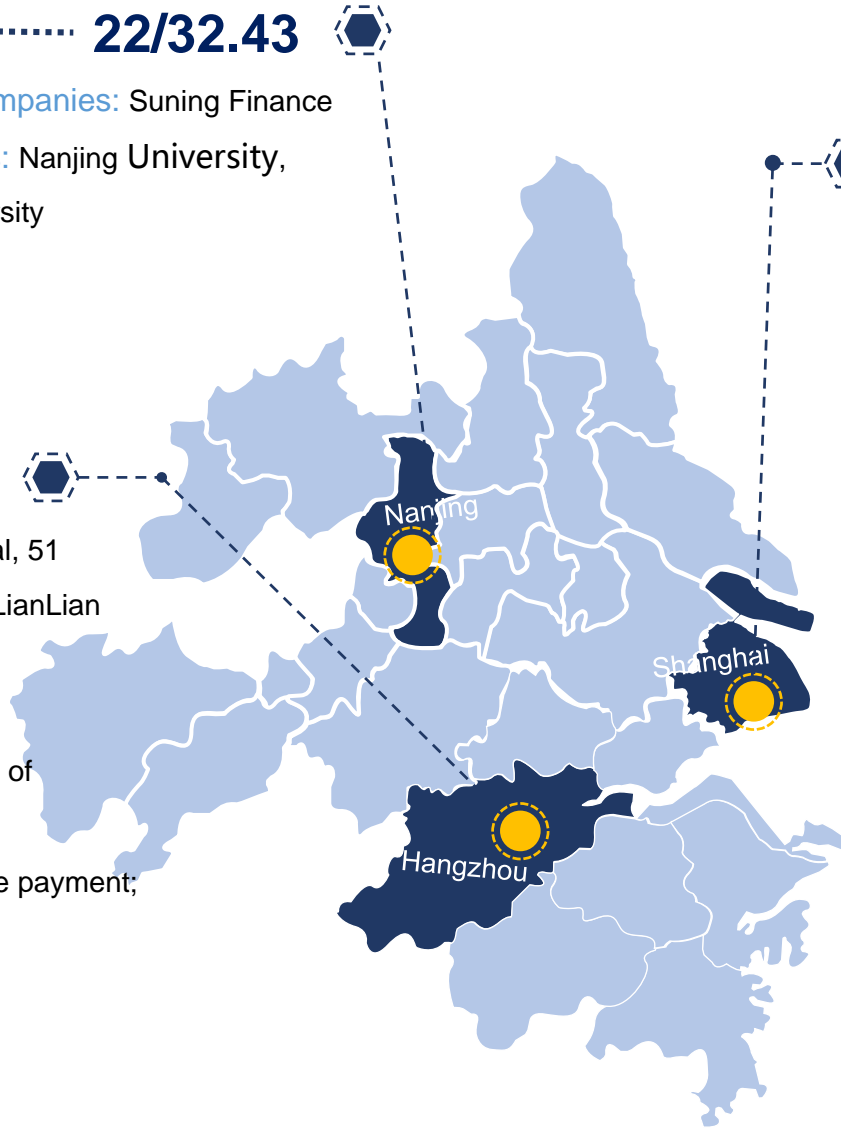 22/32.43
mpanies: Suning Finance
: Nanjing University,
sity
Nanjing
al, 51
LianLian
Shanghai
of
Hangzhou
e payment;